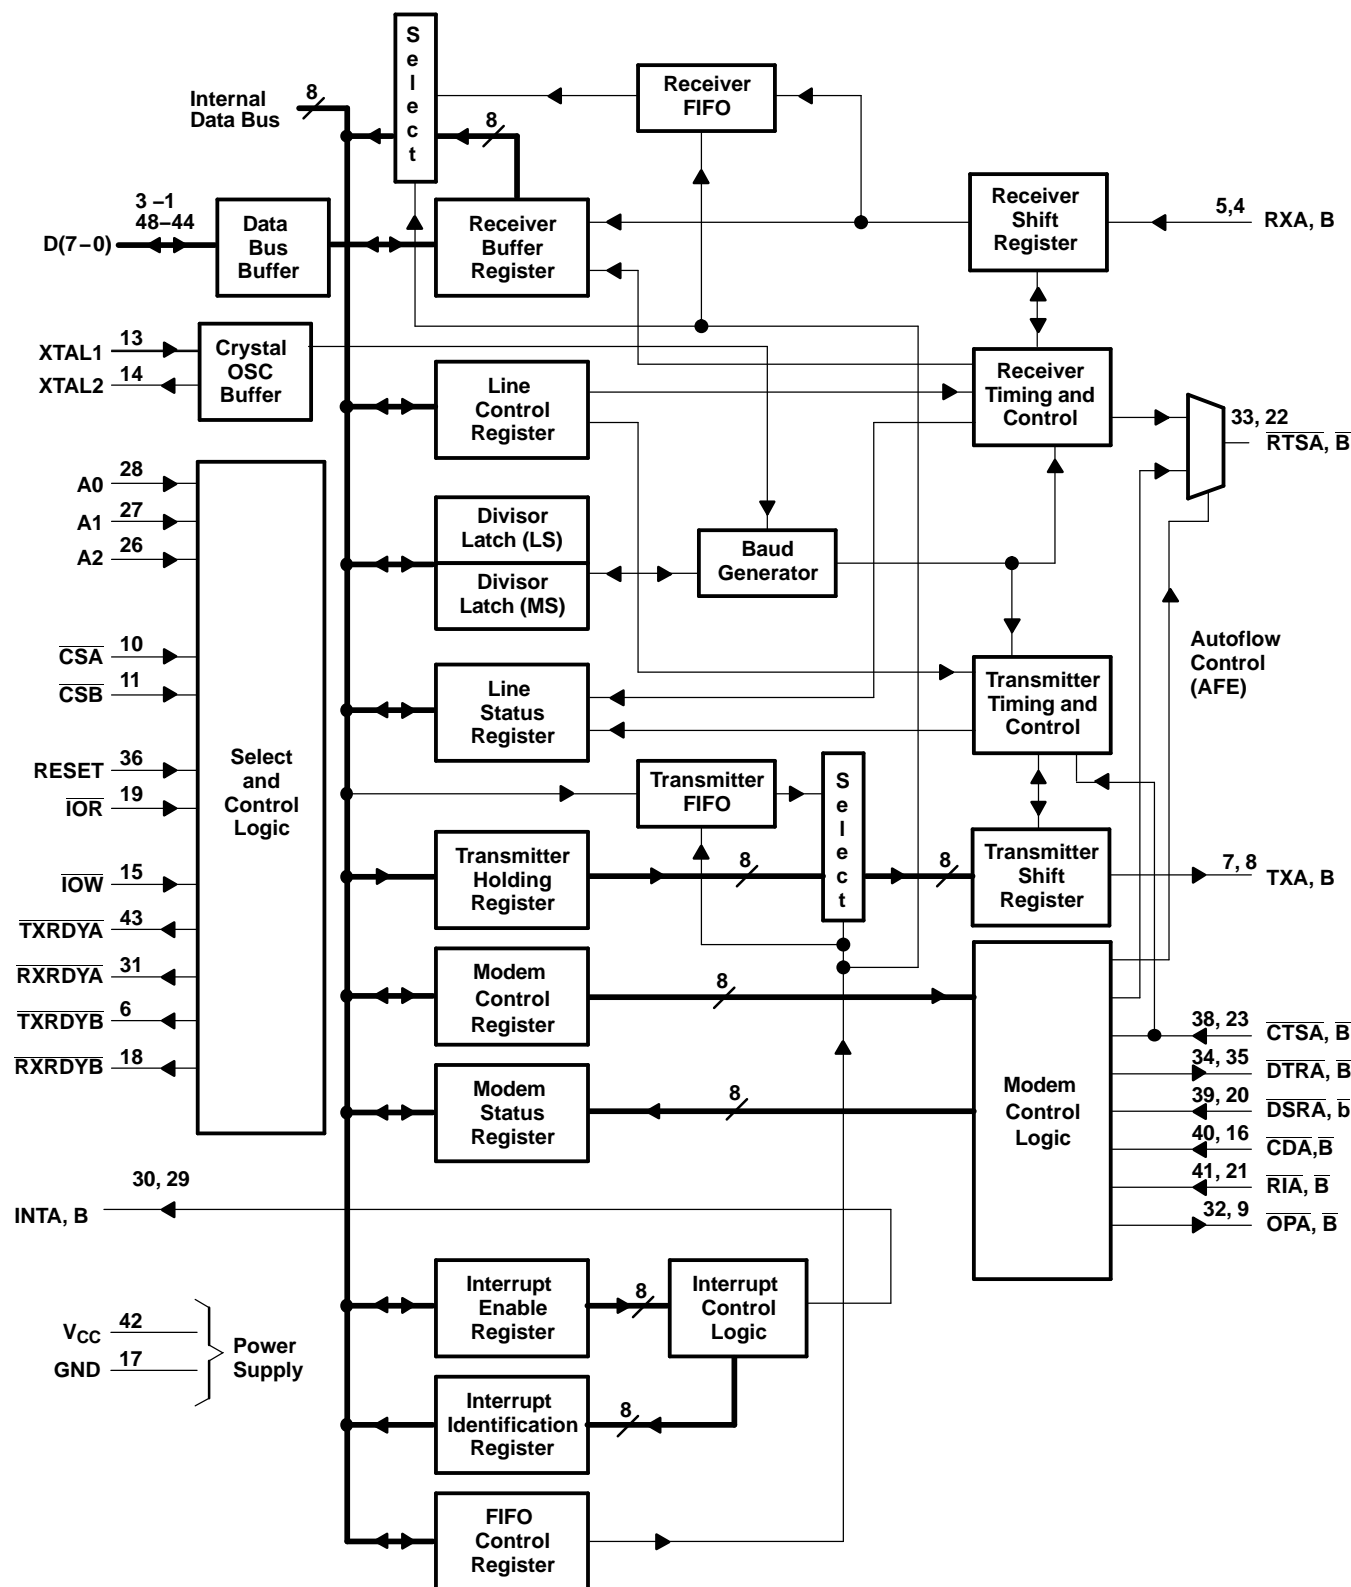 S
e
l
e
c
t
8
Internal
Data Bus
8
Receiver
FIFO
3 –1
48–44
D(7–0)
Data
Bus
Buffer
Receiver
Buffer
Register
Receiver
Shift
Register
5,4
RXA, B
XTAL1
13
XTAL2
14
Crystal
OSC
Buffer
Line
Control
Register
Receiver
Timing and
Control
33, 22
RTSA, B
A0
28
A1
27
A2
26
Divisor
Latch (LS)
Divisor
Latch (MS)
Baud
Generator
CSA
10
CSB
11
Line
Status
Register
Transmitter
Timing and
Control
Autoflow
Control
(AFE)
RESET
36
IOR
19
IOW
15
TXRDYA
43
RXRDYA
31
TXRDYB
6
RXRDYB
18
Select
and
Control
Logic
Transmitter
FIFO
S
e
l
e
c
t
Transmitter
Holding
Register
8
8
Transmitter
Shift
Register
7, 8
TXA, B
Modem
Control
Register
8
Modem
Status
Register
8
Modem
Control
Logic
38, 23
CTSA, B
34, 35
DTRA, B
39, 20
DSRA, b
40, 16
CDA,B
41, 21
RIA, B
32, 9
OPA, B
30, 29
INTA, B
Interrupt
Enable
Register
8
Interrupt
Control
Logic
VCC
42
GND
17
Power
Supply
Interrupt
Identification
Register
8
FIFO
Control
Register